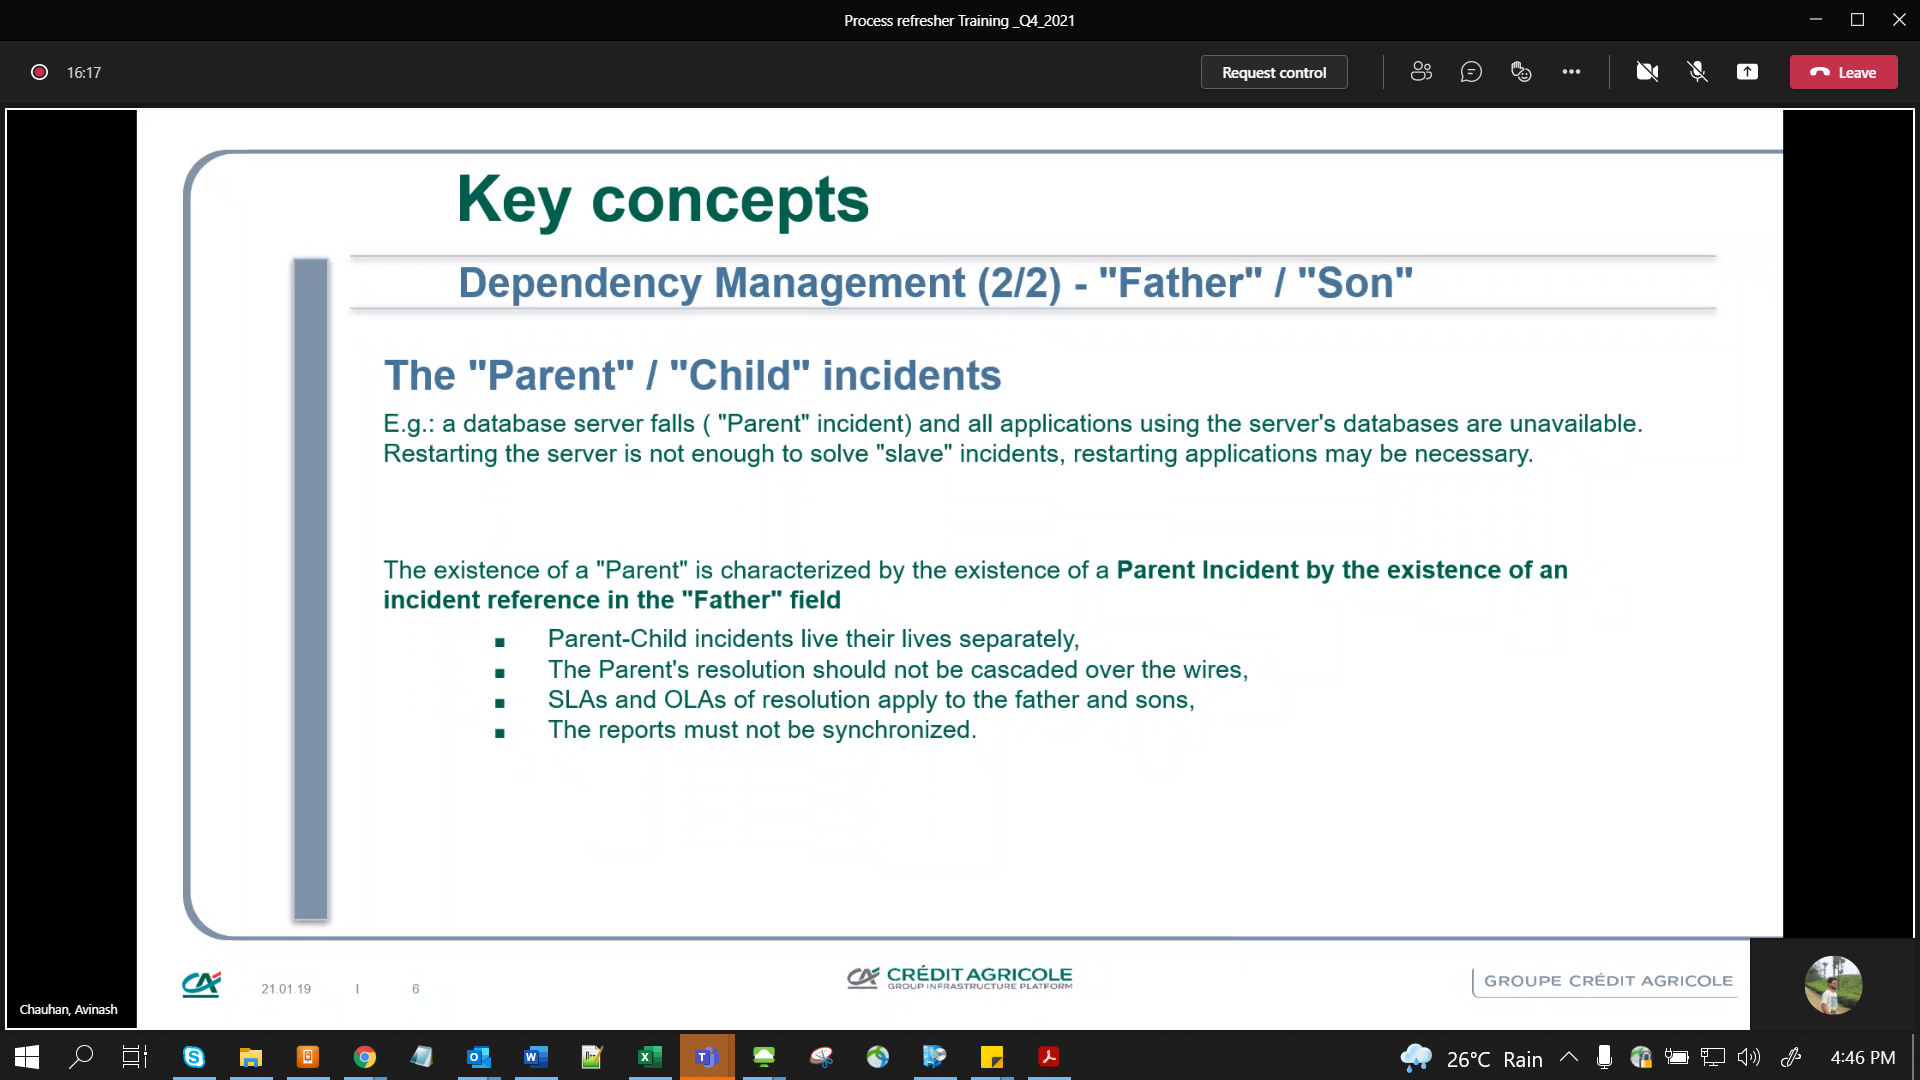 Process refresher Training _Q4_2021
16:17
Request control
Leave
Key concepts
Dependency Management (2/2) - "Father" / "Son"
The "Parent" / "Child" incidents
E.g.: a database server falls ( "Parent" incident) and all applications using the server's databases are unavailable.
Restarting the server is not enough to solve "slave" incidents, restarting applications may be necessary.
The existence of a "Parent" is characterized by the existence of a Parent Incident by the existence of an
incident reference in the "Father" field
Parent-Child incidents live their lives separately,
The Parent's resolution should not be cascaded over the wires,
SLAs and OLAs of resolution apply to the father and sons,
The reports must not be synchronized.
CA
21.01.19 I 6
CA CRÉDIT AGRICOLE
GROUP INFRASTRUCTURE PLATFORM
GROUPE CRÉDIT AGRICOLE
Chauhan, Avinash
26°C Rain
4:46 PM